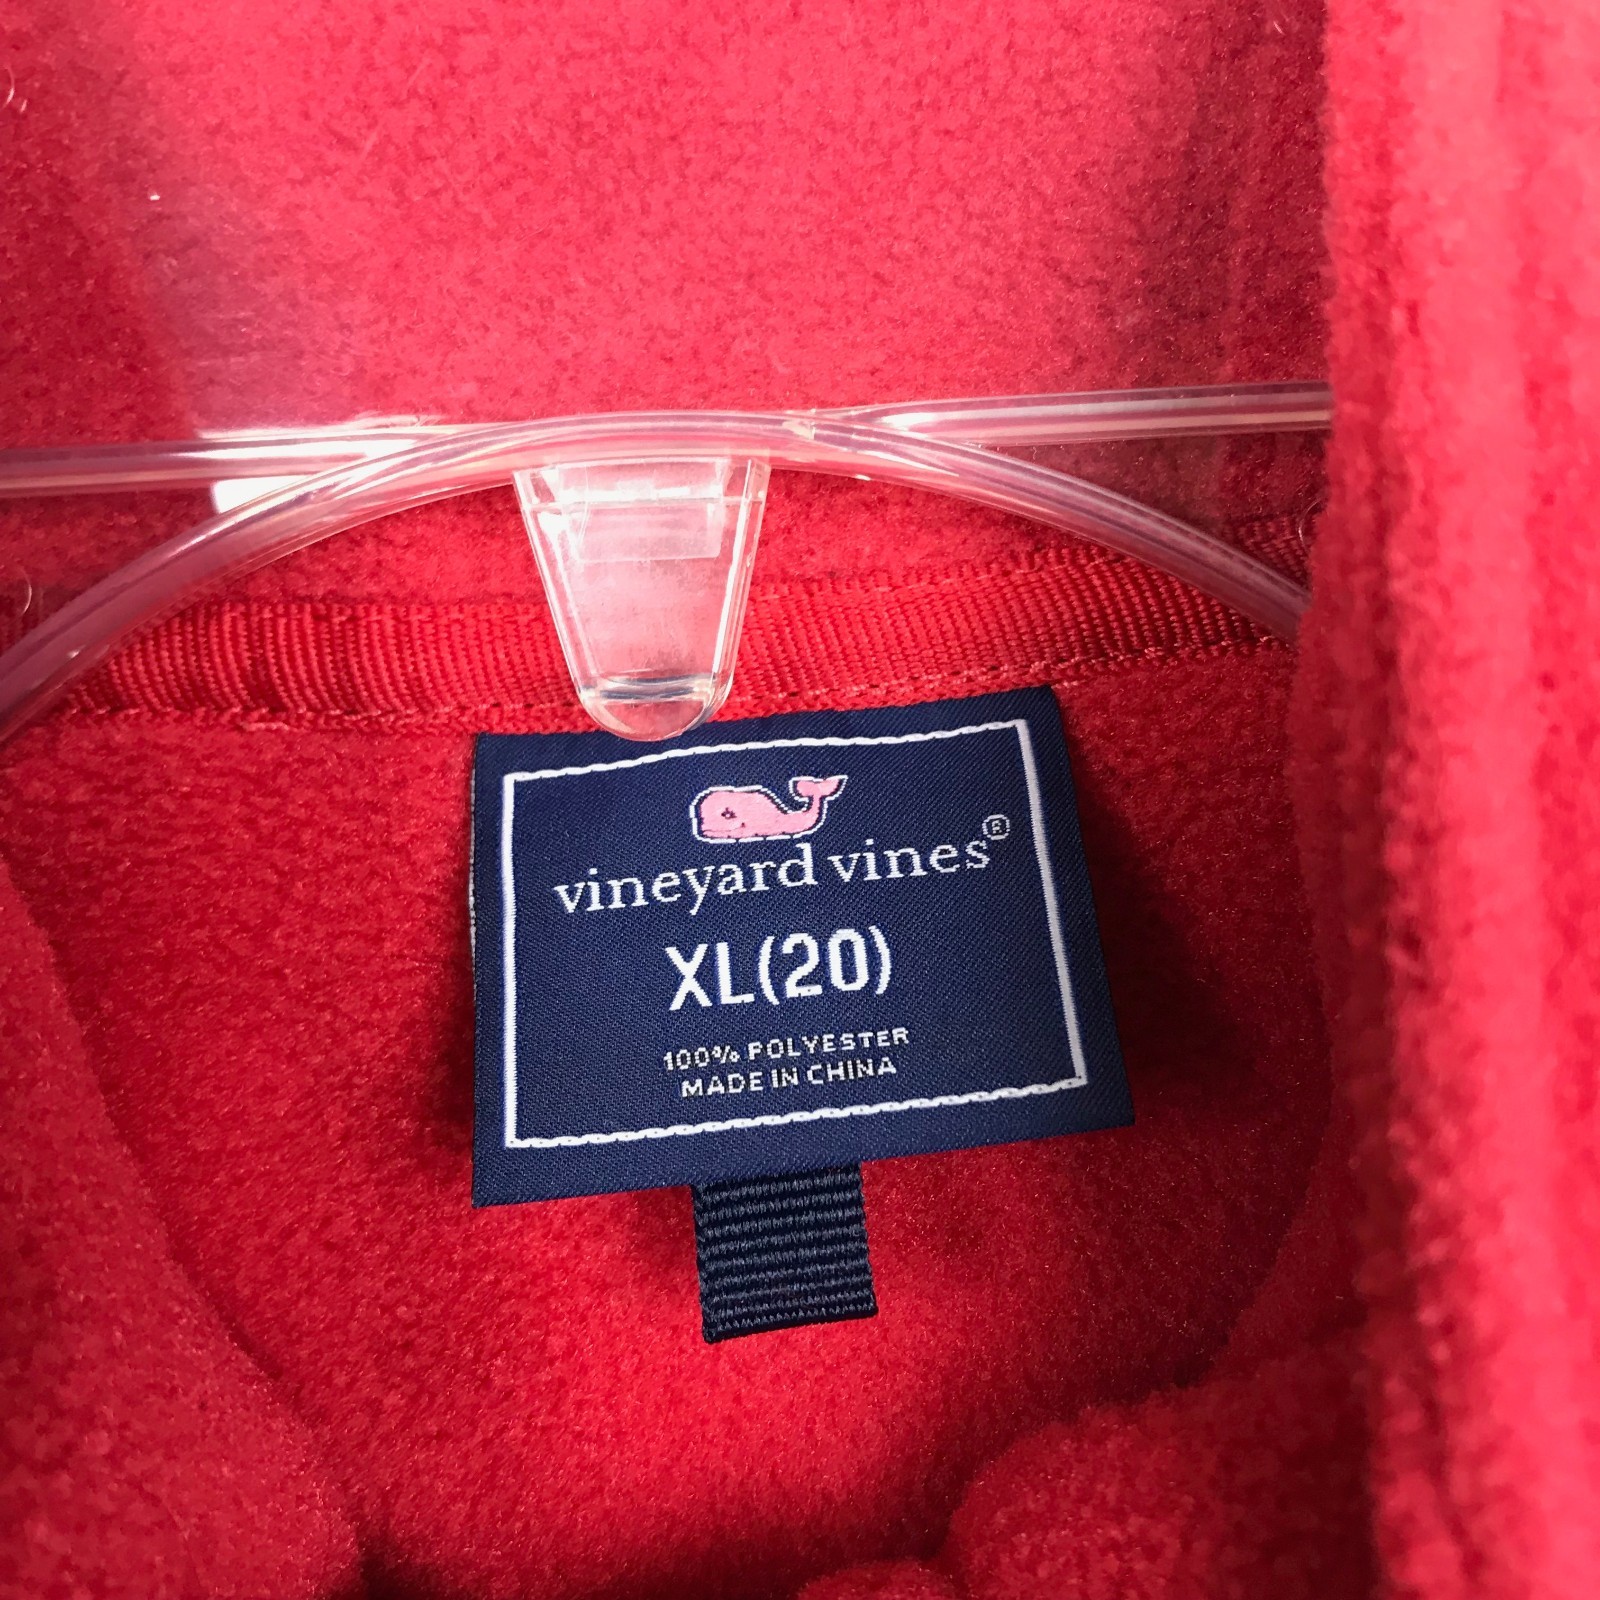 vineyard vines®
XL(20)
100% POLYESTER
MADE IN CHINA